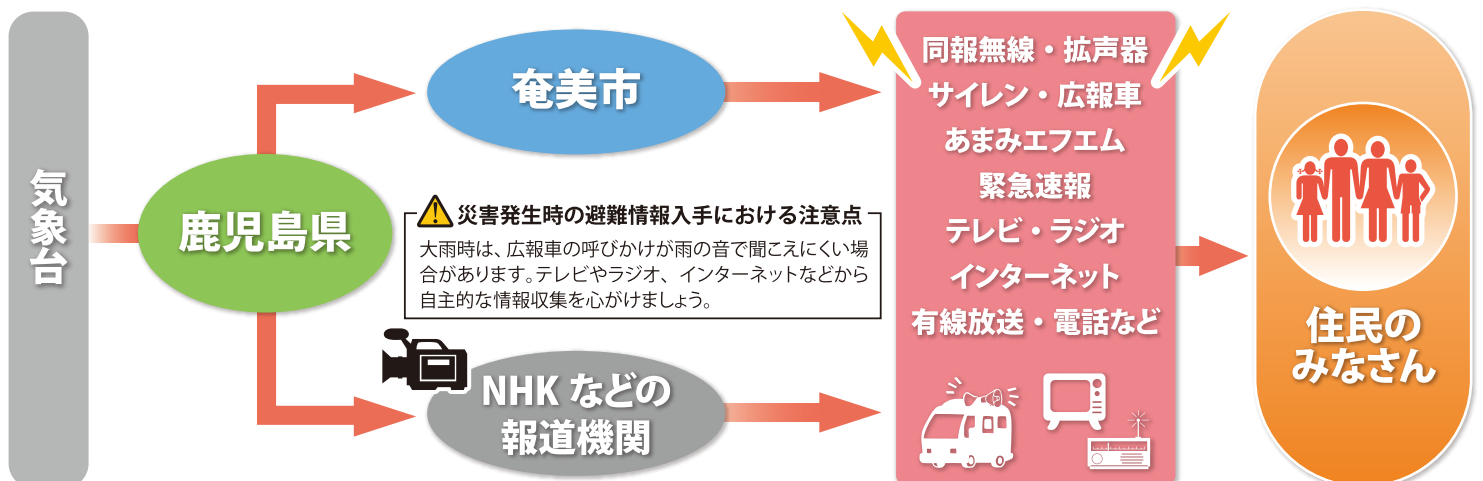 気象台
鹿児島県
奄美市
災害発生時の避難情報入手における注意点
大雨時は、広報車の呼びかけが雨の音で聞こえにくい場
合があります。テレビやラジオ、インターネットなどから
自主的な情報収集を心がけましょう。
NHK などの
報道機関
同報無線・拡声器
サイレン・広報車
あまみエフエム
緊急速報
テレビ・ラジオ
インターネット
有線放送・電話など
住民の
みなさん